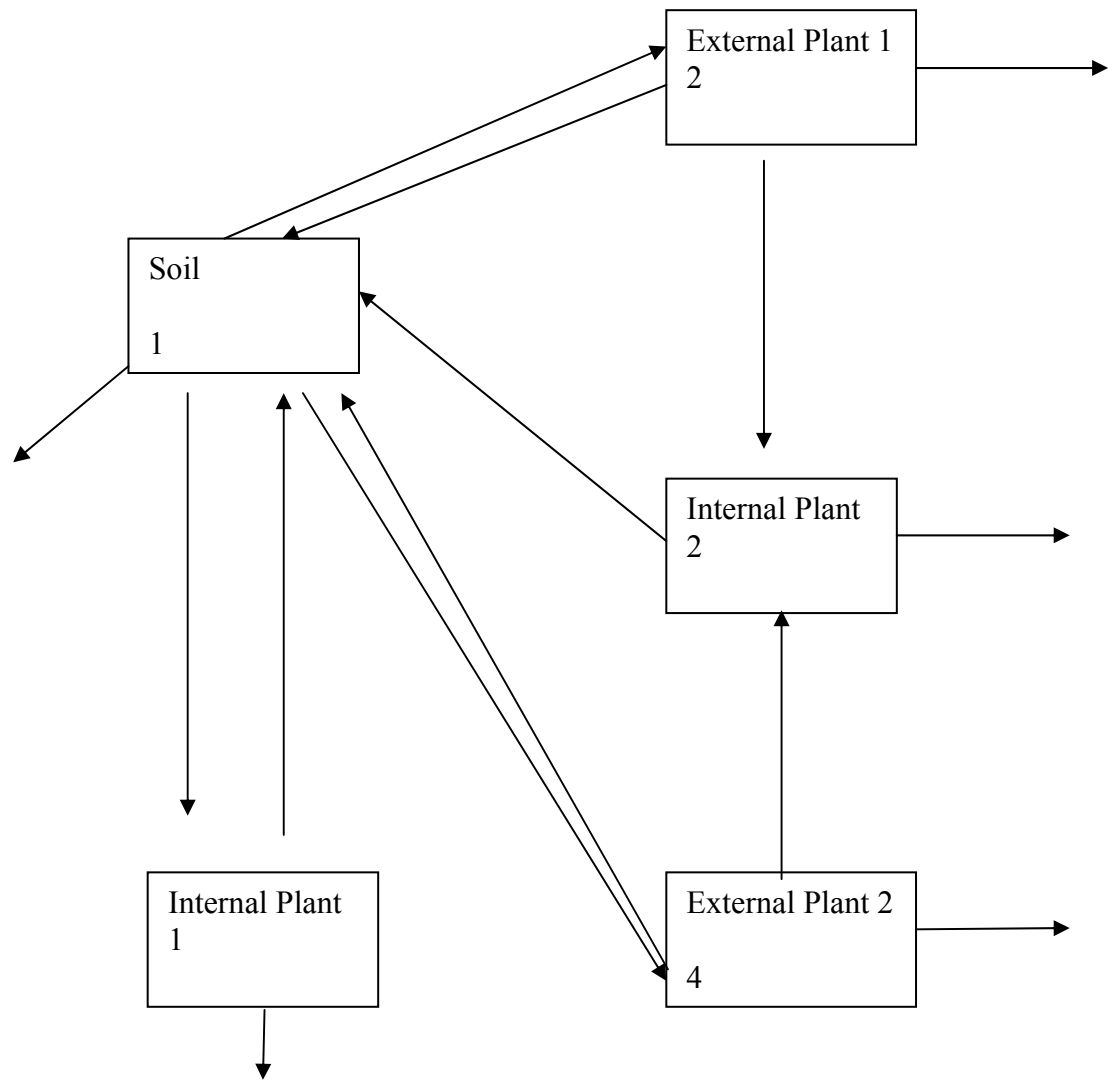 External Plant 1
2
Soil
1
Internal Plant
2
Internal Plant
1
External Plant 2
4